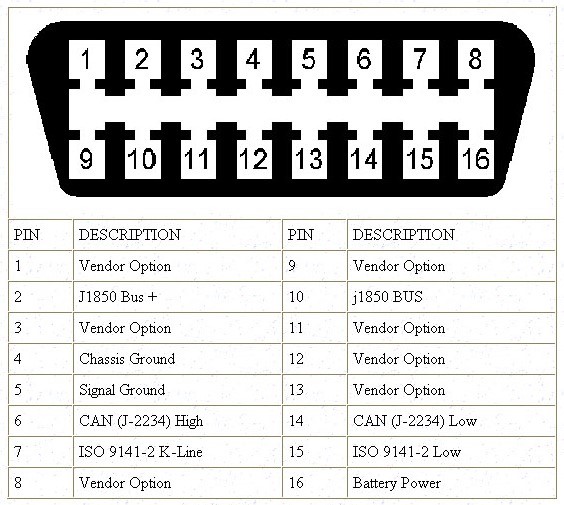 1 2 3 4 5 6 7 8
9 10 11 12 13 14 15 16
PIN DESCRIPTION PIN DESCRIPTION
1 Vendor Option 9 Vendor Option
2 J1850 Bus + 10 j1850 BUS
3 Vendor Option 11 Vendor Option
4 Chassis Ground 12 Vendor Option
5 Signal Ground 13 Vendor Option
6 CAN (J-2234) High 14 CAN (J-2234) Low
7 ISO 9141-2 K-Line 15 ISO 9141-2 Low
8 Vendor Option 16 Battery Power